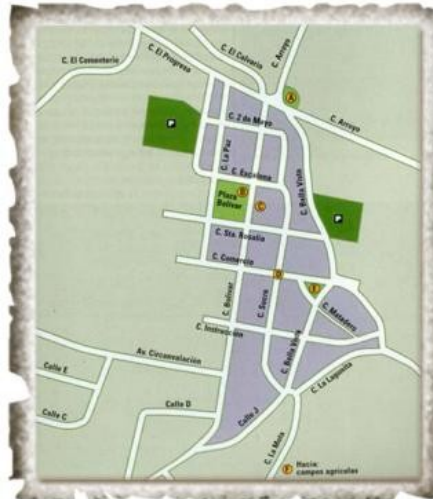 C. El Cementerio
C. El Progreso
C. El Calvario
C. Arroyo
A
C. Arroyo
C. 2 de Mayo
P
C. La Paz
C. Escalona
C. Bella Vista
Plaza
Bolívar
B
C
P
C. Sta. Rosalía
C. Comercio
D
E
C. Bolívar
C. Sucre
C. Matadero
C. Instrucción
C. Bella Vista
Av. Circunvalación
C. La Lagunita
Calle E
Calle D
Calle J
Calle C
C. La Mata
F
Hacia:
campos agrícolas